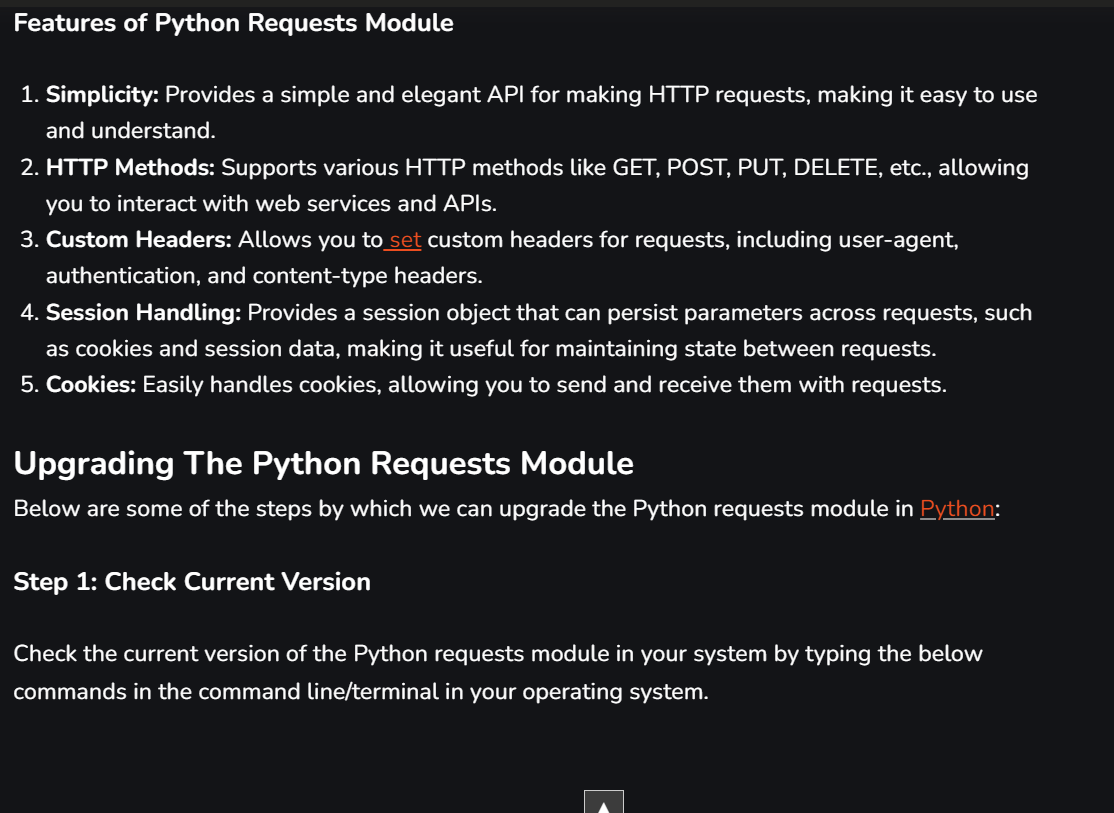 Features of Python Requests Module
1. Simplicity: Provides a simple and elegant API for making HTTP requests, making it easy to use
and understand.
2. HTTP Methods: Supports various HTTP methods like GET, POST, PUT, DELETE, etc., allowing
you to interact with web services and APIs.
3. Custom Headers: Allows you to set custom headers for requests, including user-agent,
authentication, and content-type headers.
4. Session Handling: Provides a session object that can persist parameters across requests, such
as cookies and session data, making it useful for maintaining state between requests.
5. Cookies: Easily handles cookies, allowing you to send and receive them with requests.
Upgrading The Python Requests Module
Below are some of the steps by which we can upgrade the Python requests module in Python:
Step 1: Check Current Version
Check the current version of the Python requests module in your system by typing the below
commands in the command line/terminal in your operating system.